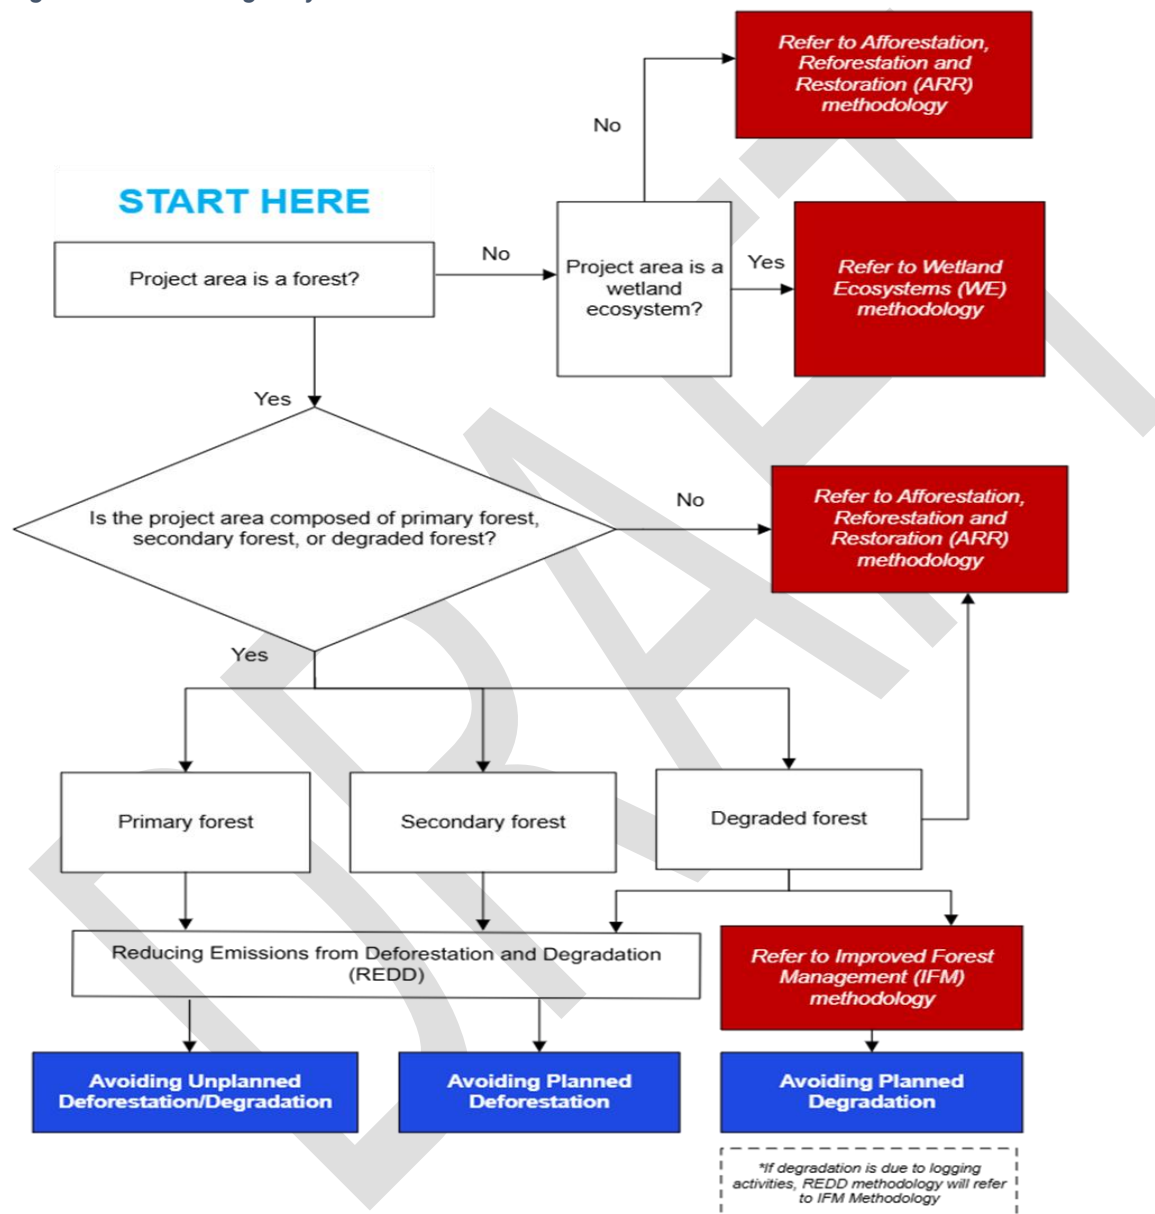 Refer to Afforestation,
Reforestation and
Restoration (ARR)
methodology
No
START HERE
Project area is a forest?
No
Project area is a
wetland
ecosystem?
Yes
Refer to Wetland
Ecosystems (WE)
methodology
Yes
Is the project area composed of primary forest,
secondary forest, or degraded forest?
No
Refer to Afforestation,
Reforestation and
Restoration (ARR)
methodology
Yes
Primary forest
Secondary forest
Degraded forest
Reducing Emissions from Deforestation and Degradation
(REDD)
Refer to Improved Forest
Management (IFM)
methodology
Avoiding Unplanned
Deforestation/Degradation
Avoiding Planned
Deforestation
Avoiding Planned
Degradation
*If degradation is due to logging
activities, REDD methodology will refer
to IFM Methodology
DRAFT